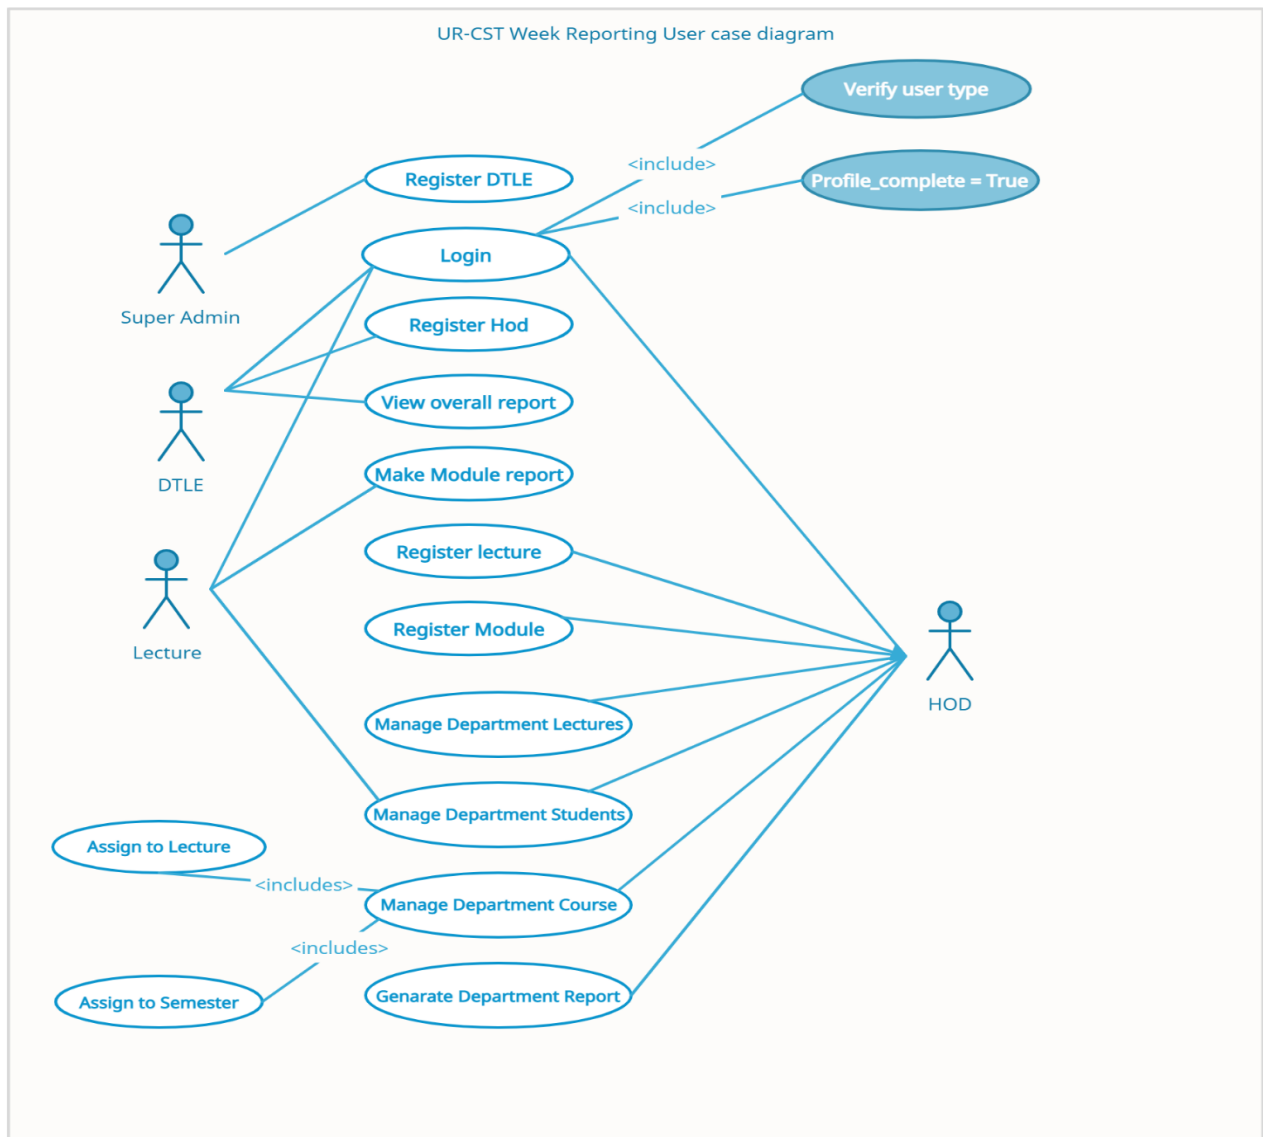 UR-CST Week Reporting User case diagram
Verify user type
<include>
Profile_complete = True
Register DTLE
<include>
Login
Super Admin
Register Hod
View overall report
Make Module report
DTLE
Register lecture
Register Module
Lecture
HOD
Manage Department Lectures
Manage Department Students
Assign to Lecture
<includes>
Manage Department Course
<includes>
Genarate Department Report
Assign to Semester